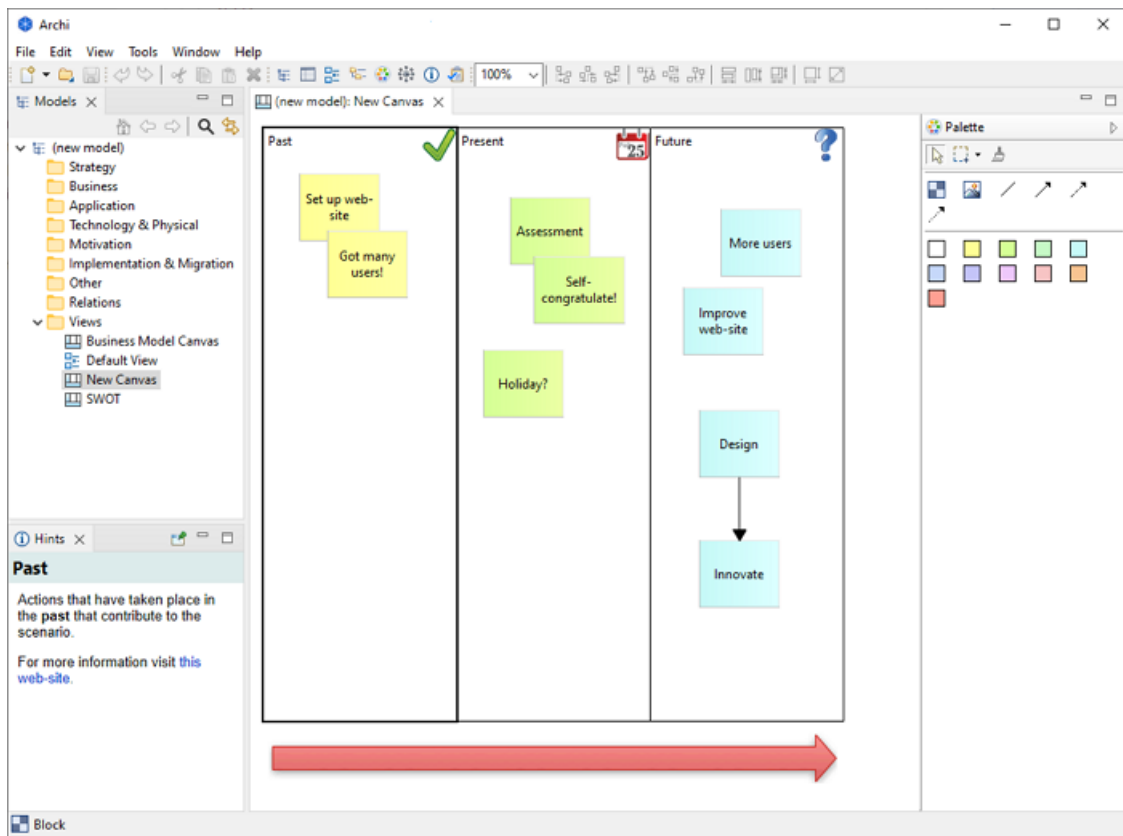 Archi
File Edit View Tools Window Help
100%
Models
(new model)
Strategy
Business
Application
Technology & Physical
Motivation
Implementation & Migration
Other
Relations
Views
Business Model Canvas
Default View
New Canvas
SWOT
Hints
Past
Actions that have taken place in
the past that contribute to the
scenario.
For more information visit this
web-site.
(new model): New Canvas
Past
Set up web-
site
Got many
users!
Present
25
Assessment
Self-
congratulate!
Holiday?
Future
?
More users
Improve
web-site
Design
Innovate
Palette
Block